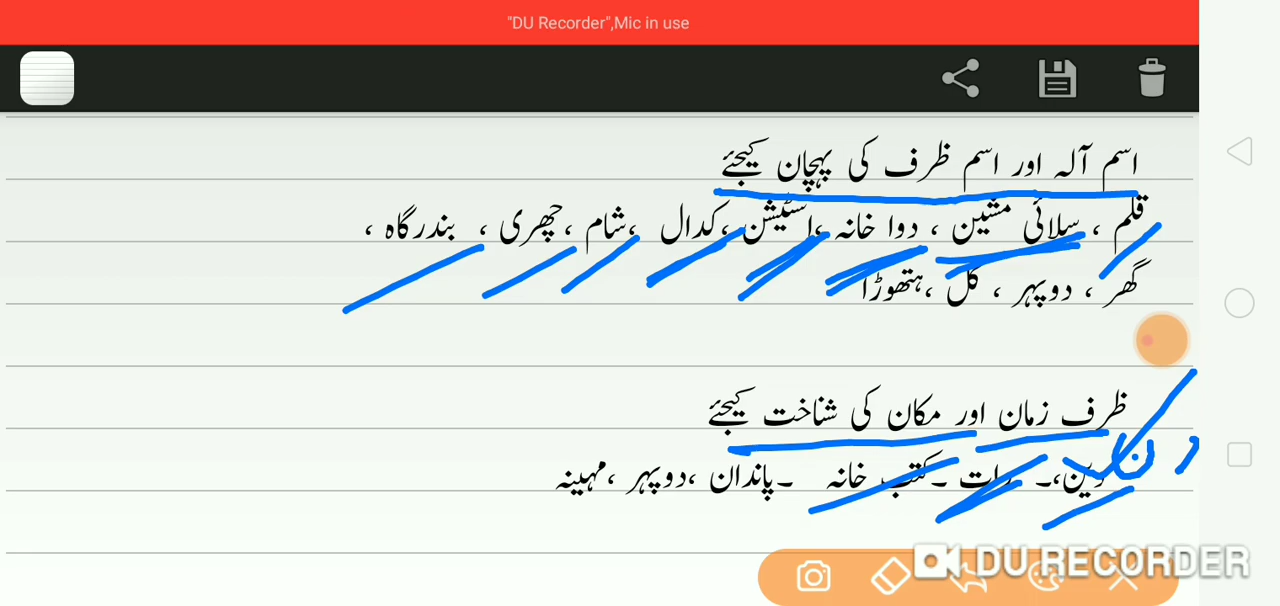 "DU Recorder",Mic in use
اسم آلہ اور اسم ظرف کی پہچان کیجئے
قلم ، سلائی مشین ، دوا خانہ ،اسٹیشن ،کدال ،شام ،چھری ، بندرگاہ ،
گھر ، دوپہر ، کل ،ہتھوڑا
ظرف زمان اور مکان کی شناخت کیجئے
دین،۔ رات ۔کتب خانہ ۔پاندان ،دوپہر ،مہینہ
DU RECORDER